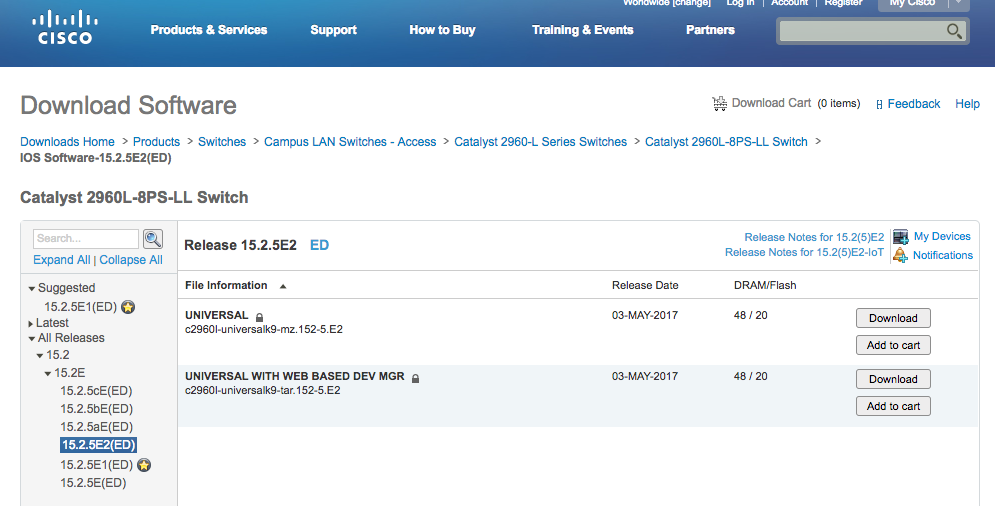 Worldwide [change] Log In | Account | Register My Cisco
CISCO
Products & Services Support How to Buy Training & Events Partners
Download Software
Download Cart (0 items) Feedback Help
Downloads Home > Products > Switches > Campus LAN Switches - Access > Catalyst 2960-L Series Switches > Catalyst 2960L-8PS-LL Switch >
IOS Software-15.2.5E2(ED)
Catalyst 2960L-8PS-LL Switch
Search...
Expand All | Collapse All
Suggested
15.2.5E1(ED)
Latest
All Releases
15.2
15.2E
15.2.5cE(ED)
15.2.5bE(ED)
15.2.5aE(ED)
15.2.5E2(ED)
15.2.5E1(ED)
15.2.5E(ED)
Release 15.2.5E2 ED
Release Notes for 15.2(5)E2
Release Notes for 15.2(5)E2-IoT
My Devices
Notifications
File Information Release Date DRAM/Flash
UNIVERSAL 03-MAY-2017 48 / 20 Download
c2960l-universalk9-mz.152-5.E2
Add to cart
UNIVERSAL WITH WEB BASED DEV MGR 03-MAY-2017 48 / 20 Download
c2960l-universalk9-tar.152-5.E2
Add to cart